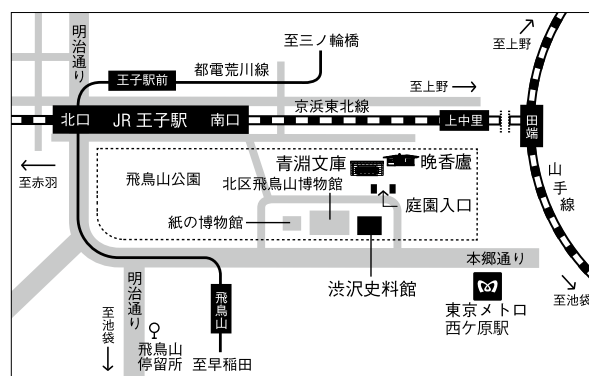 明治通り
至三ノ輪橋
至上野
都電荒川線
王子駅前
至上野
京浜東北線
北口 JR 王子駅 南口
上中里
田端
至赤羽
飛鳥山公園
青淵文庫
晩香廬
山手線
北区飛鳥山博物館
庭園入口
紙の博物館
渋沢史料館
本郷通り
至池袋
東京メトロ
西ケ原駅
明治通り
飛鳥山
至池袋
飛鳥山
停留所
至早稲田